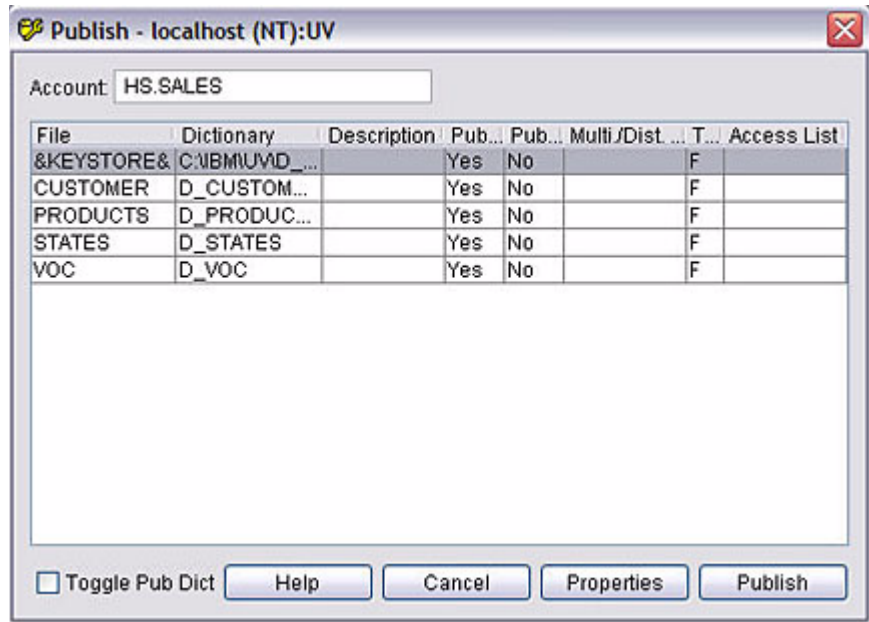 Publish - localhost (NT):UV
Account: HS.SALES
File Dictionary Description Pub... Pub... Multi./Dist. ... T... Access List
&KEYSTORE& C:\IBM\UV\D_... Yes No F
CUSTOMER D_CUSTOM... Yes No F
PRODUCTS D_PRODUC... Yes No F
STATES D_STATES Yes No F
VOC D_VOC Yes No F
Toggle Pub Dict Help Cancel Properties Publish